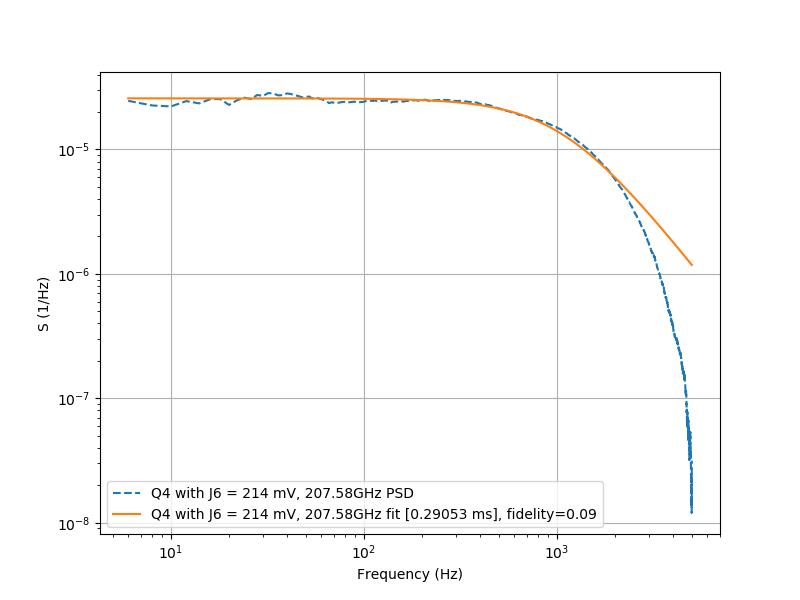 10⁻⁵
10⁻⁶
10⁻⁷
10⁻⁸
S (1/Hz)
Q4 with J6 = 214 mV, 207.58GHz PSD
Q4 with J6 = 214 mV, 207.58GHz fit [0.29053 ms], fidelity=0.09
10¹ 10² 10³
Frequency (Hz)